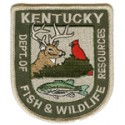 KENTUCKY
DEPT. OF
RESOURCES
FISH & WILDLIFE